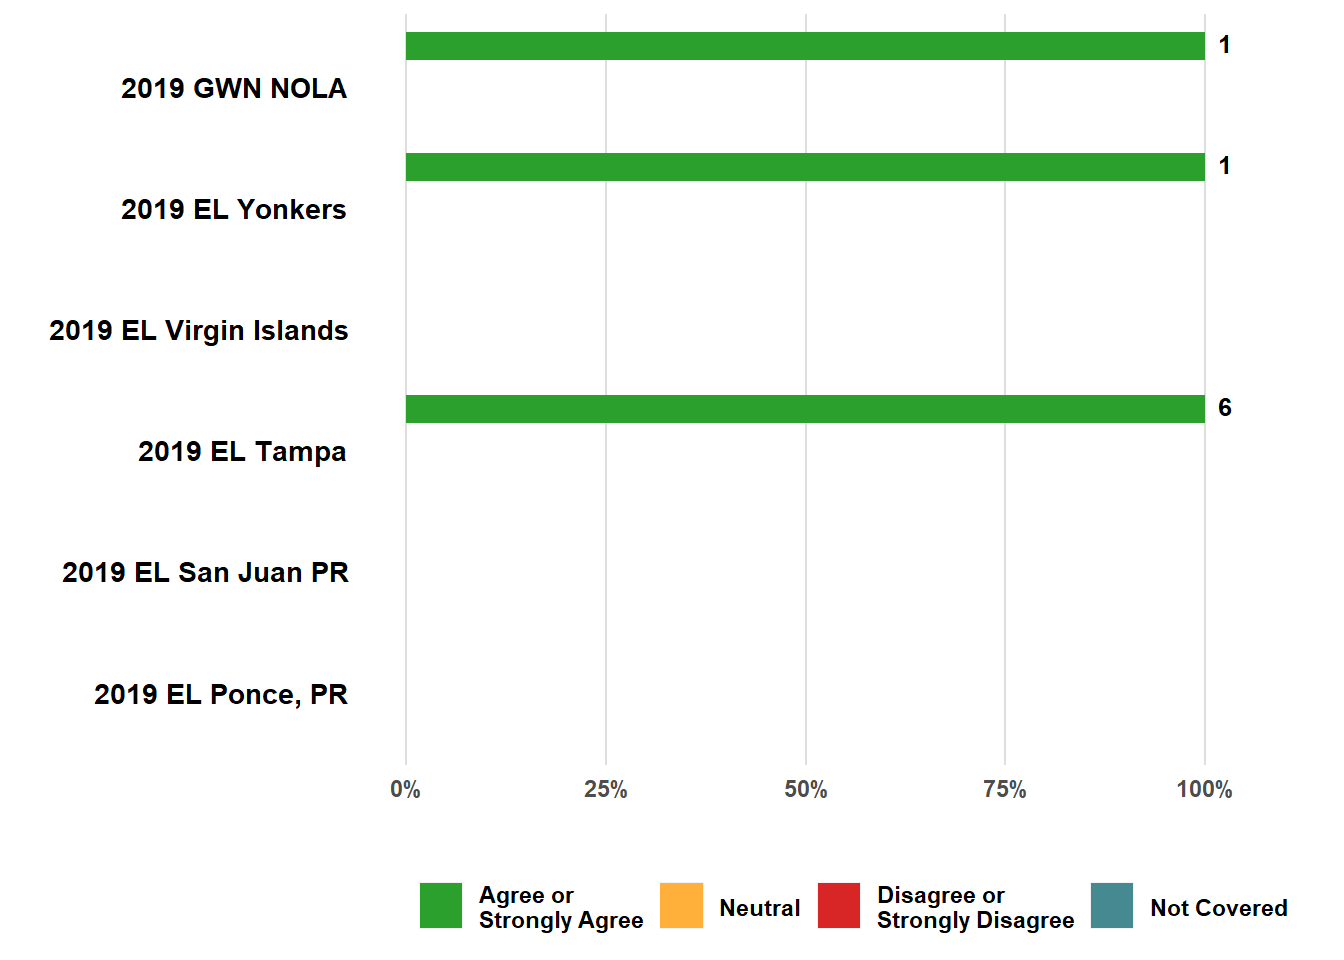 1
2019 GWN NOLA
1
2019 EL Yonkers
2019 EL Virgin Islands
6
2019 EL Tampa
2019 EL San Juan PR
2019 EL Ponce, PR
0% 25% 50% 75% 100%
Agree or
Strongly Agree
Neutral
Disagree or
Strongly Disagree
Not Covered